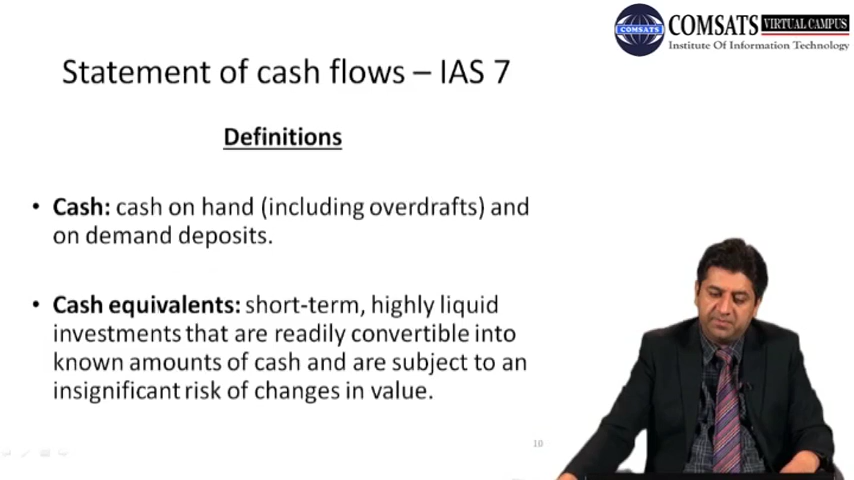 COMSATS VIRTUAL CAMPUS
COMSATS
Institute Of Information Technology
Statement of cash flows – IAS 7
Definitions
• Cash: cash on hand (including overdrafts) and
on demand deposits.
• Cash equivalents: short-term, highly liquid
investments that are readily convertible into
known amounts of cash and are subject to an
insignificant risk of changes in value.
10